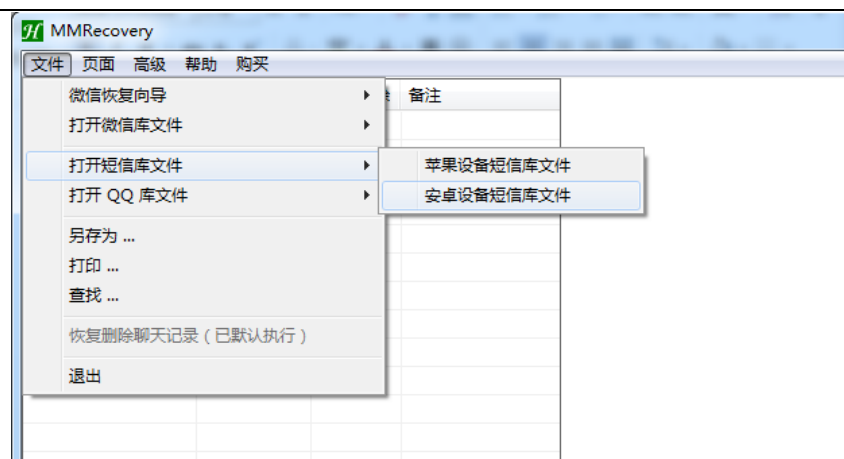 MMRecovery
文件 页面 高级 帮助 购买
备注
微信恢复向导
打开微信库文件
打开短信库文件
苹果设备短信库文件
打开 QQ 库文件
安卓设备短信库文件
另存为 ...
打印 ...
查找 ...
恢复删除聊天记录 ( 已默认执行 )
退出